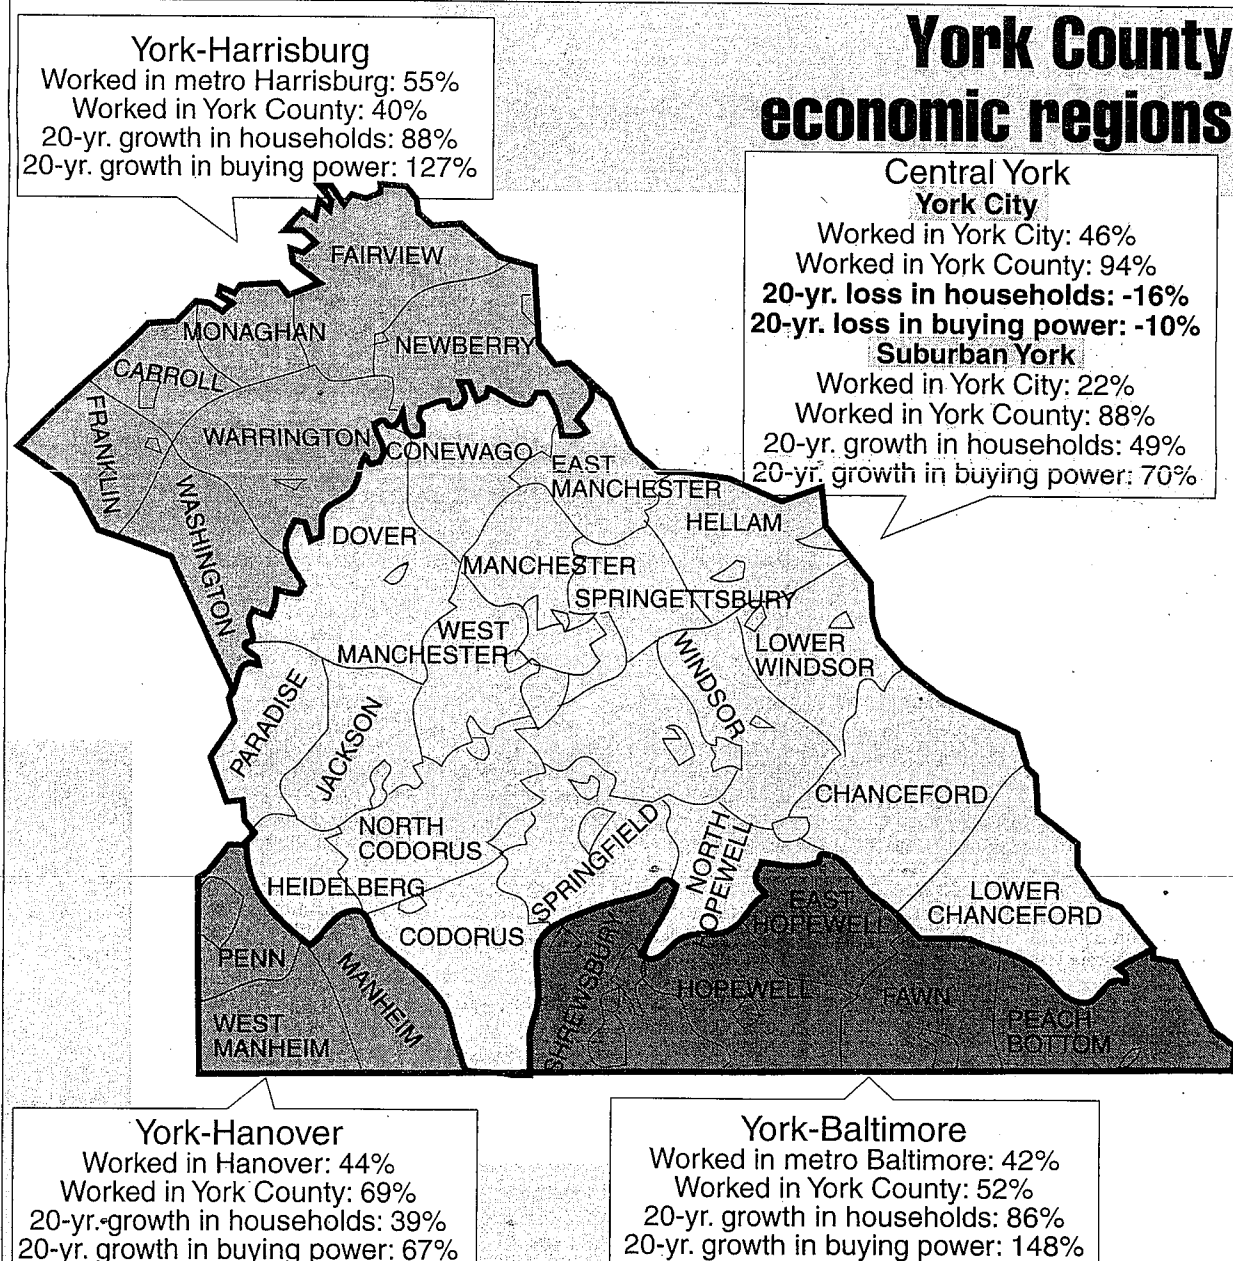 York County
economic regions
York-Harrisburg
Worked in metro Harrisburg: 55%
Worked in York County: 40%
20-yr. growth in households: 88%
20-yr. growth in buying power: 127%
Central York
York City
Worked in York City: 46%
Worked in York County: 94%
20-yr. loss in households: -16%
20-yr. loss in buying power: -10%
Suburban York
Worked in York City: 22%
Worked in York County: 88%
20-yr. growth in households: 49%
20-yr. growth in buying power: 70%
FAIRVIEW
MONAGHAN
NEWBERRY
CARROLL
FRANKLIN
WARRINGTON
WASHINGTON
CONEWAGO
EAST
MANCHESTER
HELLAM
DOVER
MANCHESTER
SPRINGETTSBURY
WEST
MANCHESTER
WINDSOR
LOWER
WINDSOR
PARADISE
JACKSON
CHANCEFORD
NORTH
CODORUS
SPRINGFIELD
NORTH
HOPEWELL
HEIDELBERG
EAST
HOPEWELL
LOWER
CHANCEFORD
CODORUS
PENN
MANHEIM
SHREWSBURY
HOPEWELL
FAWN
WEST
MANHEIM
PEACH
BOTTOM
York-Hanover
Worked in Hanover: 44%
Worked in York County: 69%
20-yr. growth in households: 39%
20-yr. growth in buying power: 67%
York-Baltimore
Worked in metro Baltimore: 42%
Worked in York County: 52%
20-yr. growth in households: 86%
20-yr. growth in buying power: 148%